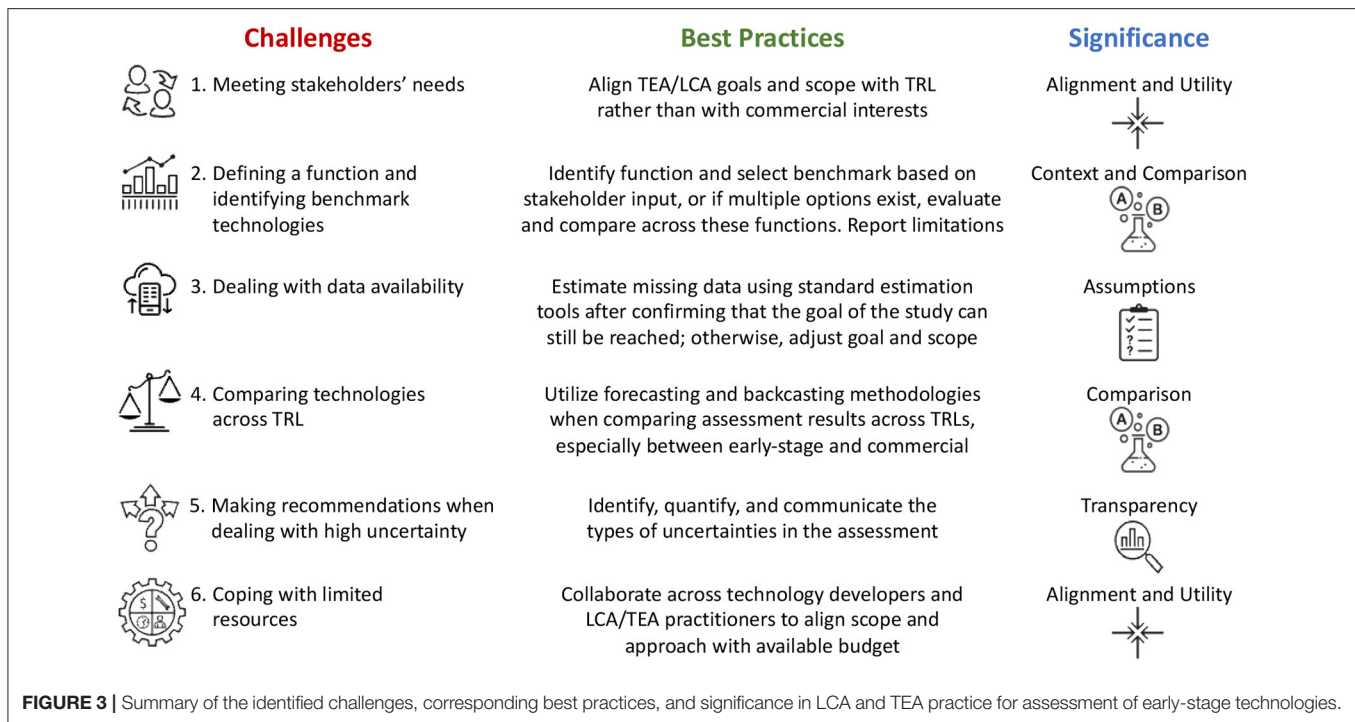 Challenges
Best Practices
Significance
1. Meeting stakeholders' needs
Align TEA/LCA goals and scope with TRL
rather than with commercial interests
Alignment and Utility
2. Defining a function and
identifying benchmark
technologies
Identify function and select benchmark based on
stakeholder input, or if multiple options exist, evaluate
and compare across these functions. Report limitations
Context and Comparison
A
B
3. Dealing with data availability
Estimate missing data using standard estimation
tools after confirming that the goal of the study can
still be reached; otherwise, adjust goal and scope
Assumptions
?
?
4. Comparing technologies
across TRL
Utilize forecasting and backcasting methodologies
when comparing assessment results across TRLs,
especially between early-stage and commercial
Comparison
A
B
?
5. Making recommendations when
dealing with high uncertainty
Identify, quantify, and communicate the
types of uncertainties in the assessment
Transparency
$
6. Coping with limited
resources
Collaborate across technology developers and
LCA/TEA practitioners to align scope and
approach with available budget
Alignment and Utility
FIGURE 3 | Summary of the identified challenges, corresponding best practices, and significance in LCA and TEA practice for assessment of early-stage technologies.